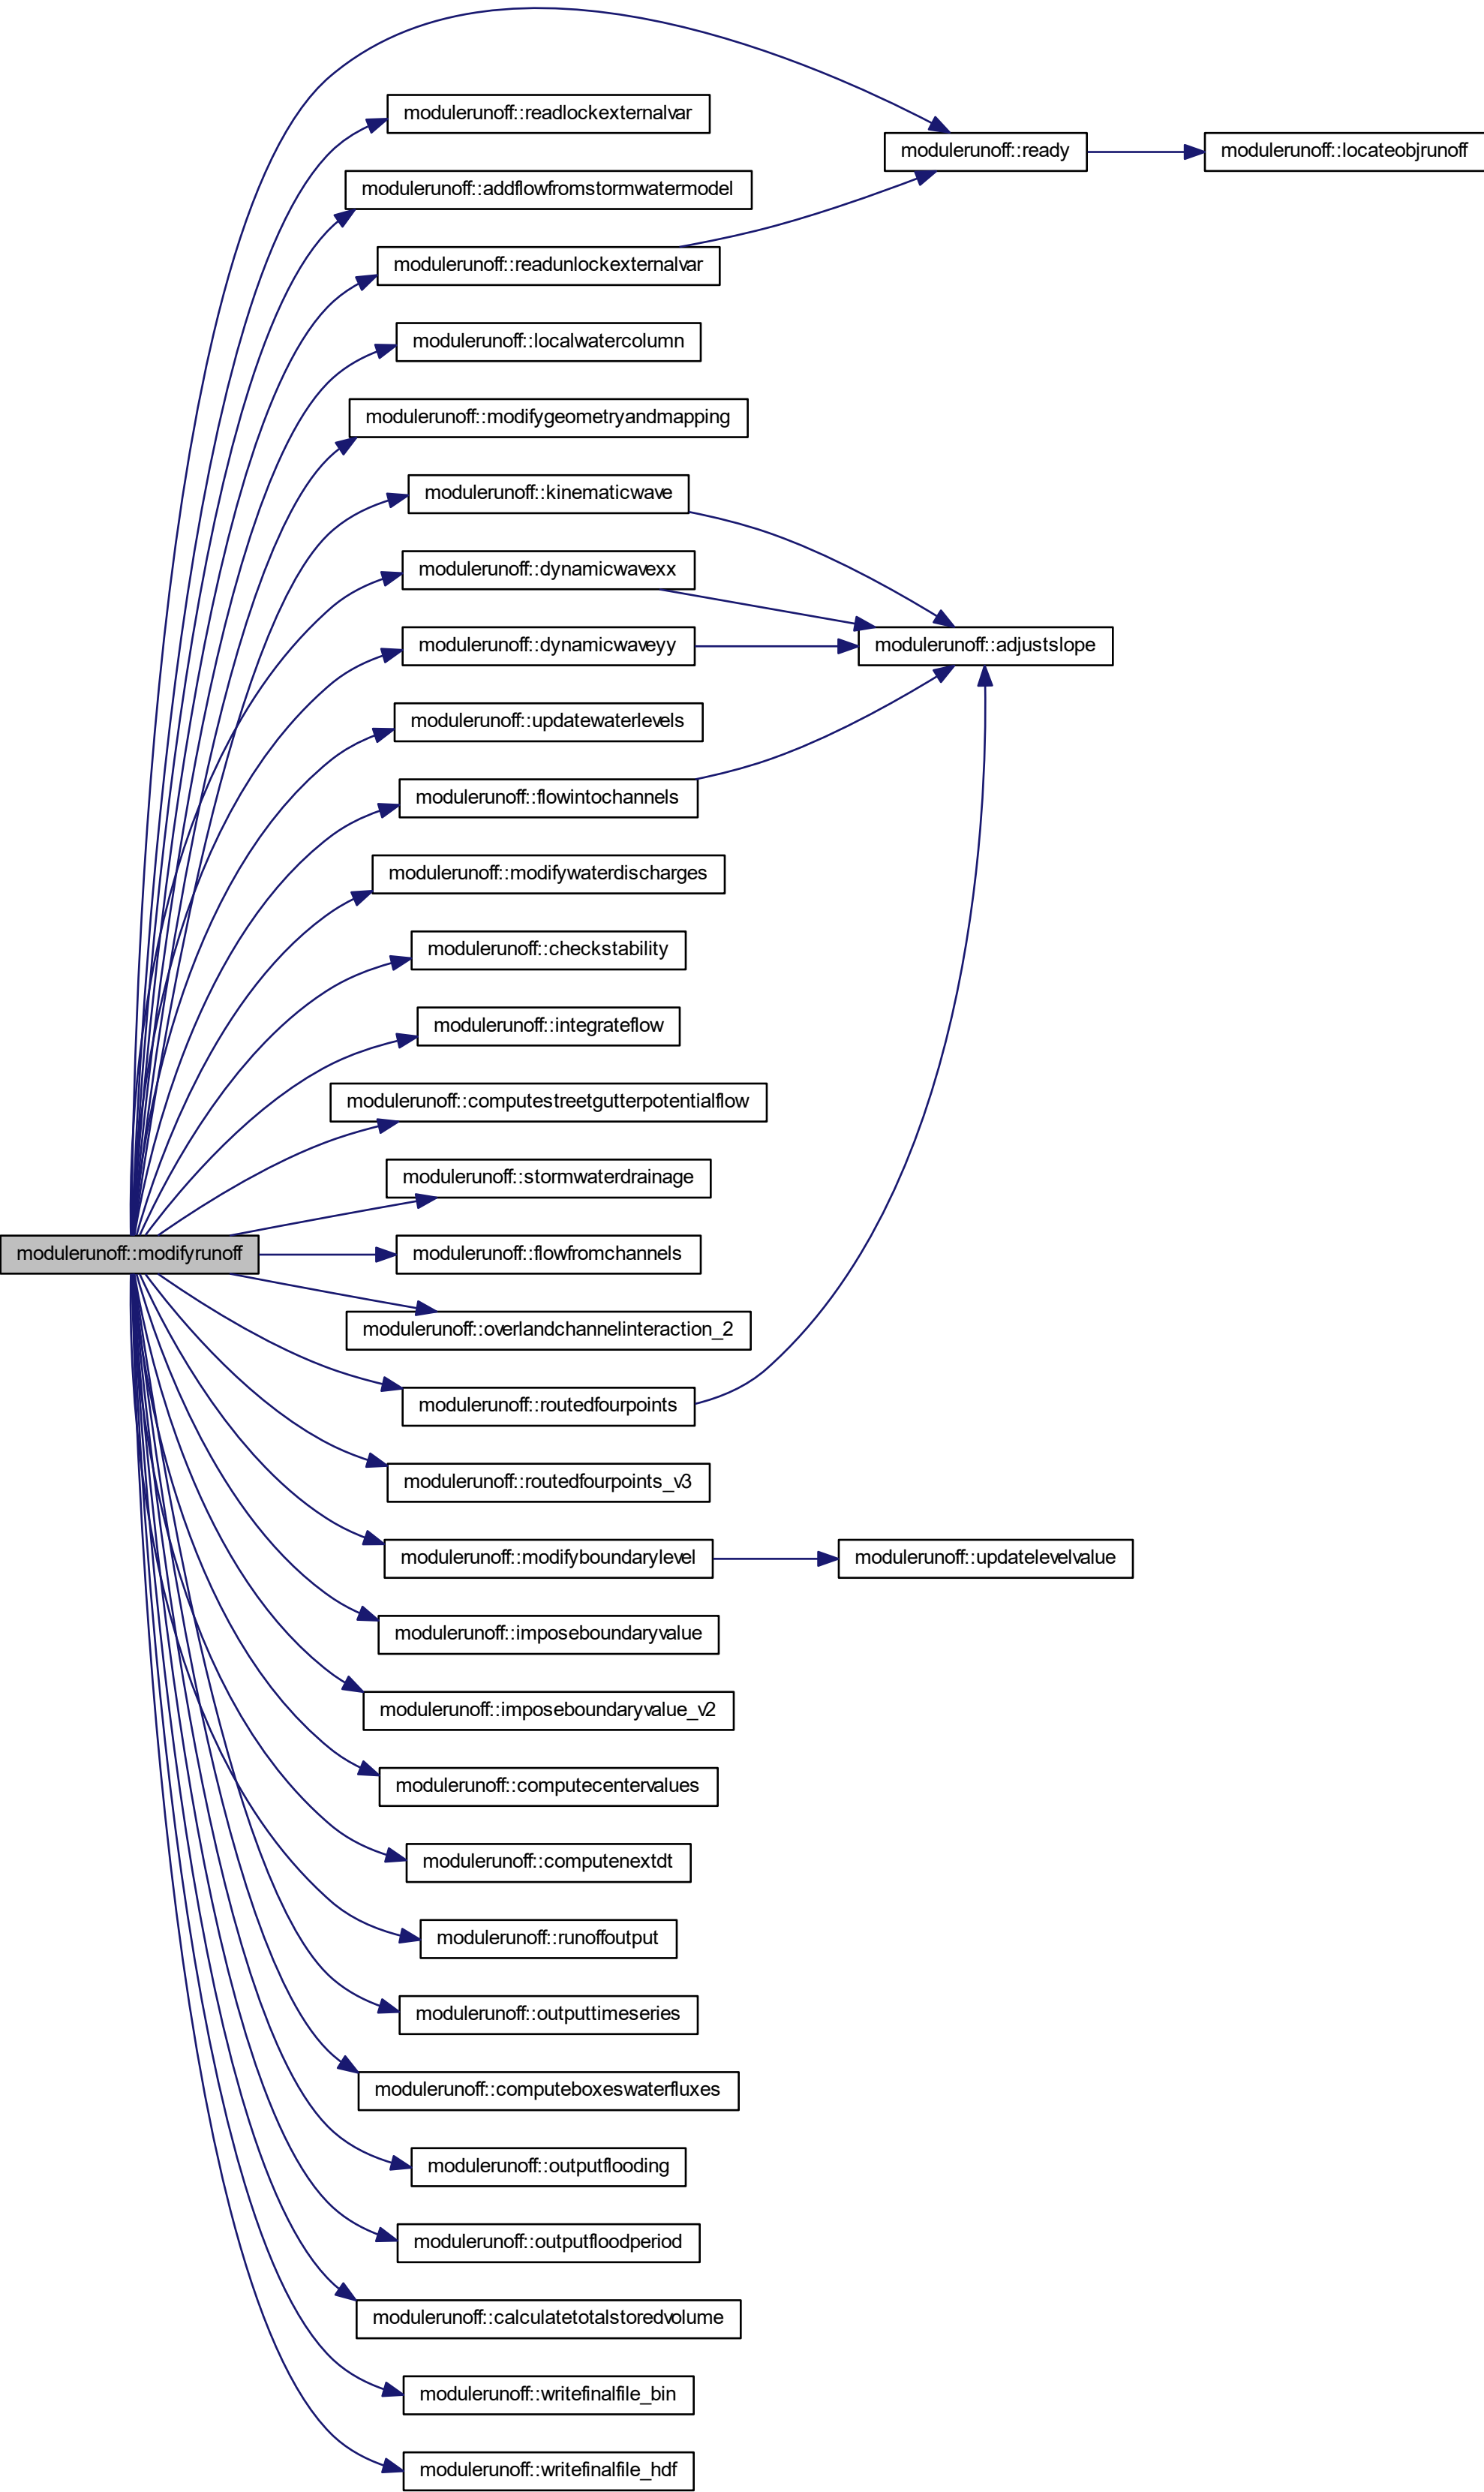 modulerunoff::readlockexternalvar
modulerunoff::ready
modulerunoff::locateobjrunoff
modulerunoff::addflowfromstormwatermodel
modulerunoff::readunlockexternalvar
modulerunoff::localwatercolumn
modulerunoff::modifygeometryandmapping
modulerunoff::kinematicwave
modulerunoff::dynamicwavexx
modulerunoff::dynamicwaveyy
modulerunoff::adjustslope
modulerunoff::updatewaterlevels
modulerunoff::flowintochannels
modulerunoff::modifywaterdischarges
modulerunoff::checkstability
modulerunoff::integrateflow
modulerunoff::computestreetgutterpotentialflow
modulerunoff::stormwaterdrainage
modulerunoff::modifyrunoff
modulerunoff::flowfromchannels
modulerunoff::overlandchannelinteraction_2
modulerunoff::routedfourpoints
modulerunoff::routedfourpoints_v3
modulerunoff::modifyboundarylevel
modulerunoff::updatelevelvalue
modulerunoff::imposeboundaryvalue
modulerunoff::imposeboundaryvalue_v2
modulerunoff::computecentervalues
modulerunoff::computenextdt
modulerunoff::runoffoutput
modulerunoff::outputtimeseries
modulerunoff::computeboxeswaterfluxes
modulerunoff::outputflooding
modulerunoff::outputfloodperiod
modulerunoff::calculatetotalstoredvolume
modulerunoff::writefinalfile_bin
modulerunoff::writefinalfile_hdf